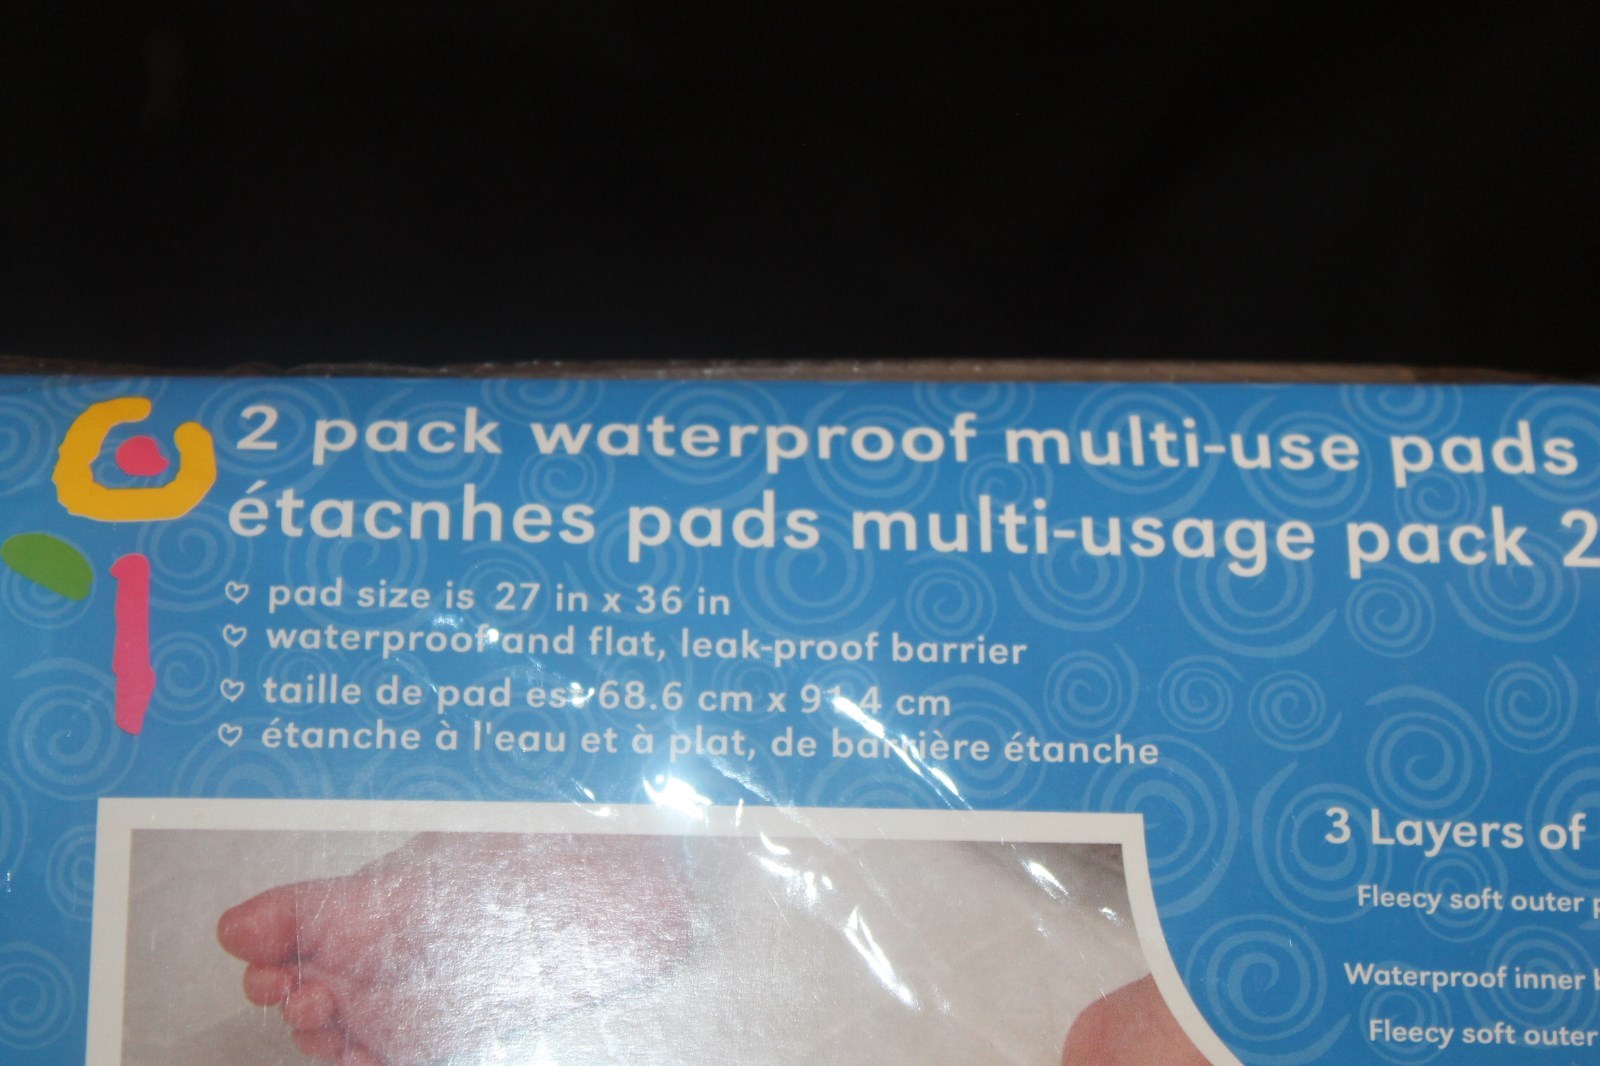 2 pack waterproof multi-use pads
étacnhes pads multi-usage pack 2
pad size is 27 in x 36 in
waterproof and flat, leak-proof barrier
taille de pad est 68.6 cm x 91.4 cm
étanche à l'eau et à plat, de barrière étanche
3 Layers of
Fleecy soft outer
Waterproof inner
Fleecy soft outer